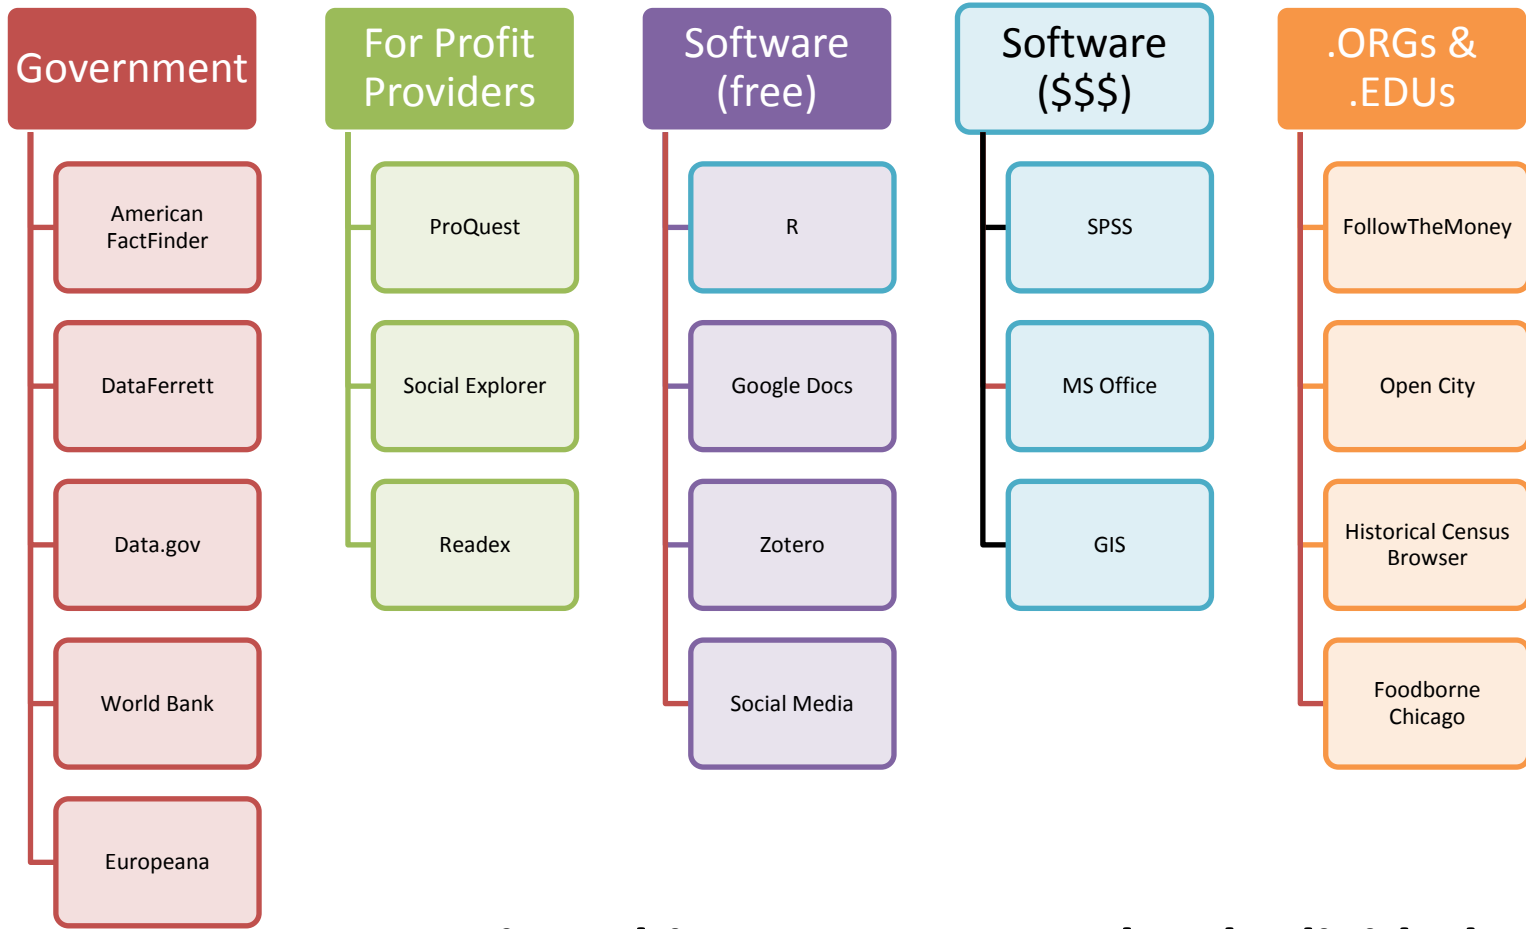 Government
American
FactFinder
DataFerrett
Data.gov
World Bank
Europeana
For Profit
Providers
ProQuest
Social Explorer
Readex
Software
(free)
R
Google Docs
Zotero
Social Media
Software
($$$)
SPSS
MS Office
GIS
.ORGs &
.EDUs
FollowTheMoney
Open City
Historical Census
Browser
Foodborne
Chicago